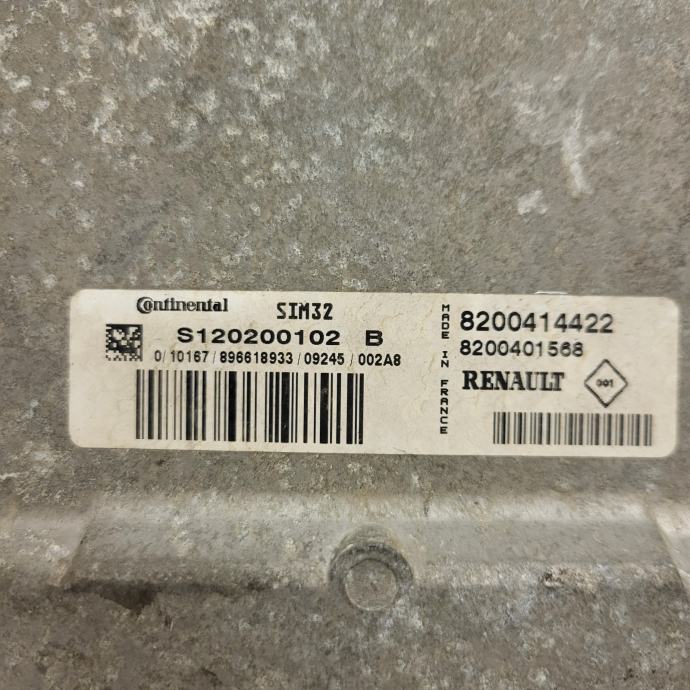 Continental SIM32
S120200102 B
0/10167/896618933/09245/002A8
MADE IN FRANCE
8200414422
8200401568
RENAULT 001